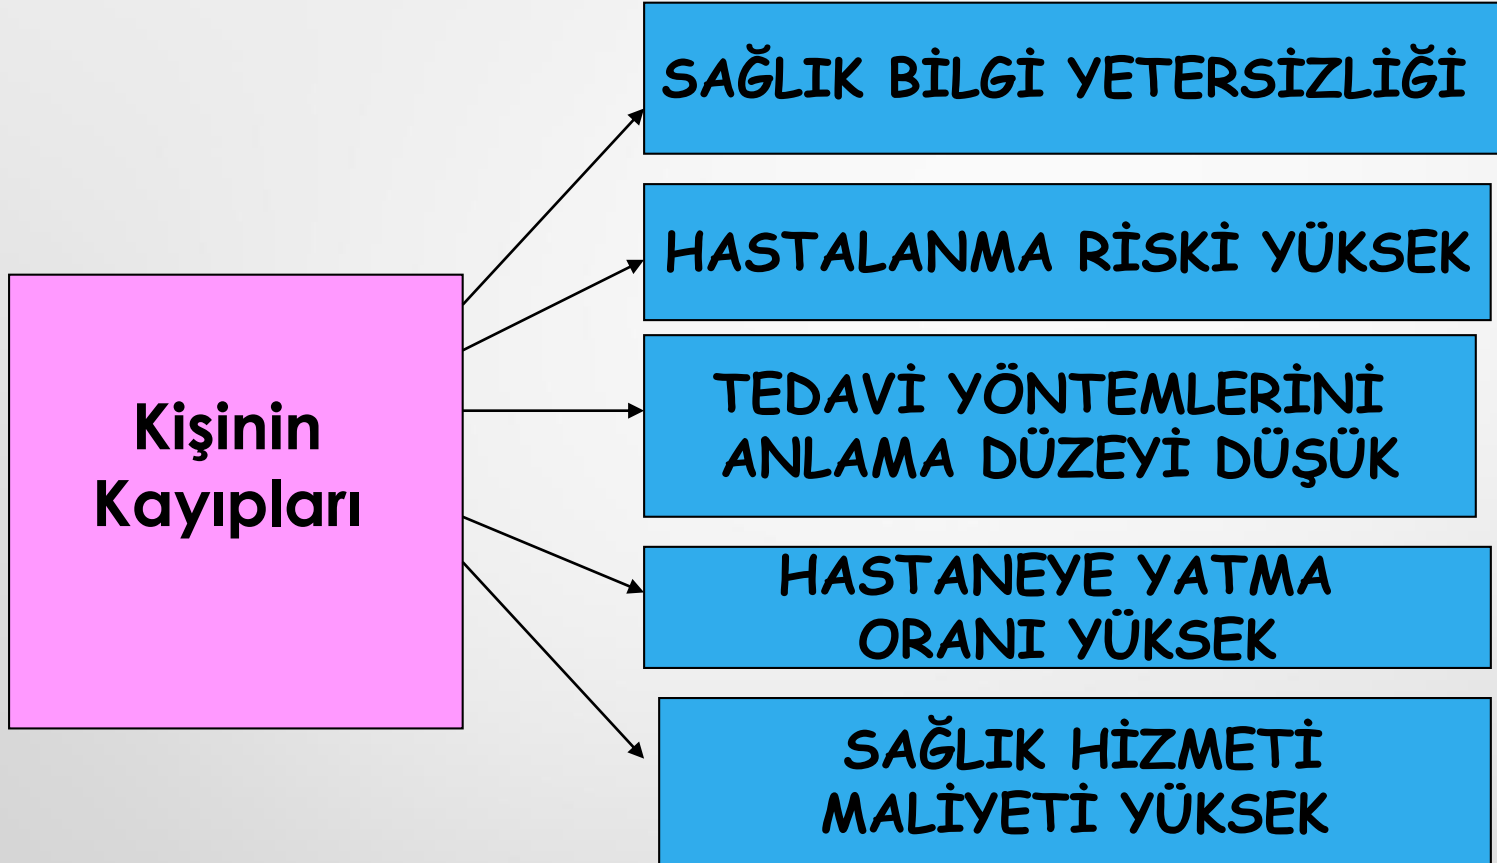 SAĞLIK BİLGİ YETERSİZLİĞİ
HASTALANMA RİSKİ YÜKSEK
Kişinin
Kayıpları
TEDAVİ YÖNTEMLERİNİ
ANLAMA DÜZEYİ DÜŞÜK
HASTANEYE YATMA
ORANI YÜKSEK
SAĞLIK HİZMETİ
MALİYETİ YÜKSEK